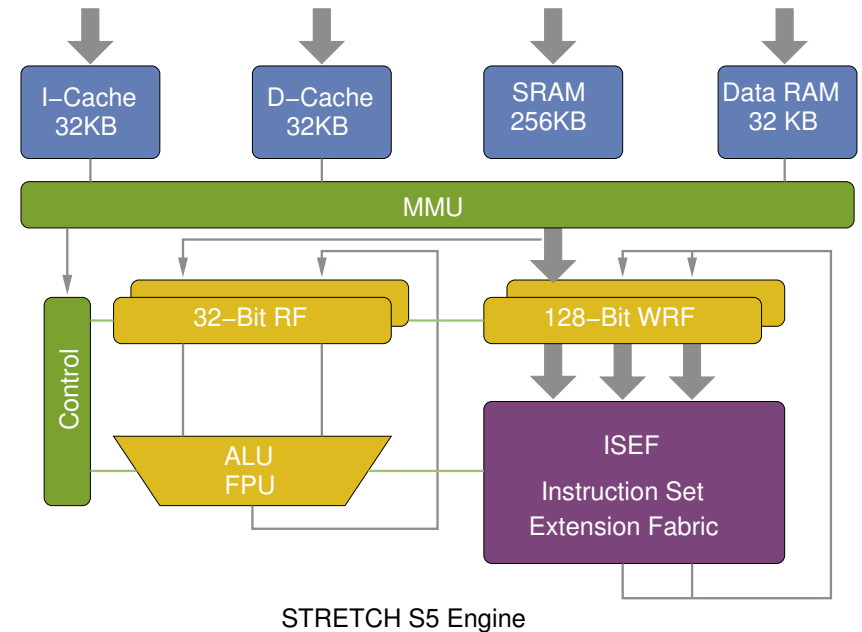 I–Cache
32KB
D–Cache
32KB
SRAM
256KB
Data RAM
32 KB
MMU
Control
32–Bit RF
128–Bit WRF
ALU
FPU
ISEF
Instruction Set
Extension Fabric
STRETCH S5 Engine